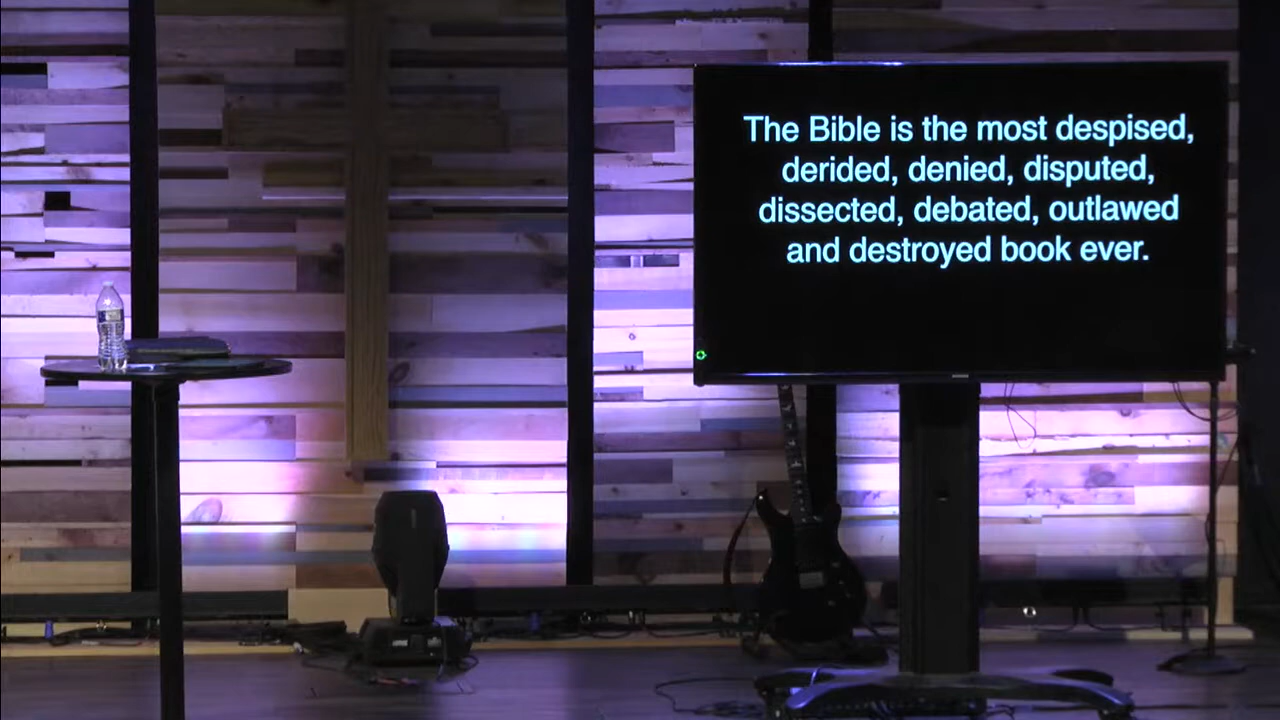 The Bible is the most despised,
derided, denied, disputed,
dissected, debated, outlawed
and destroyed book ever.